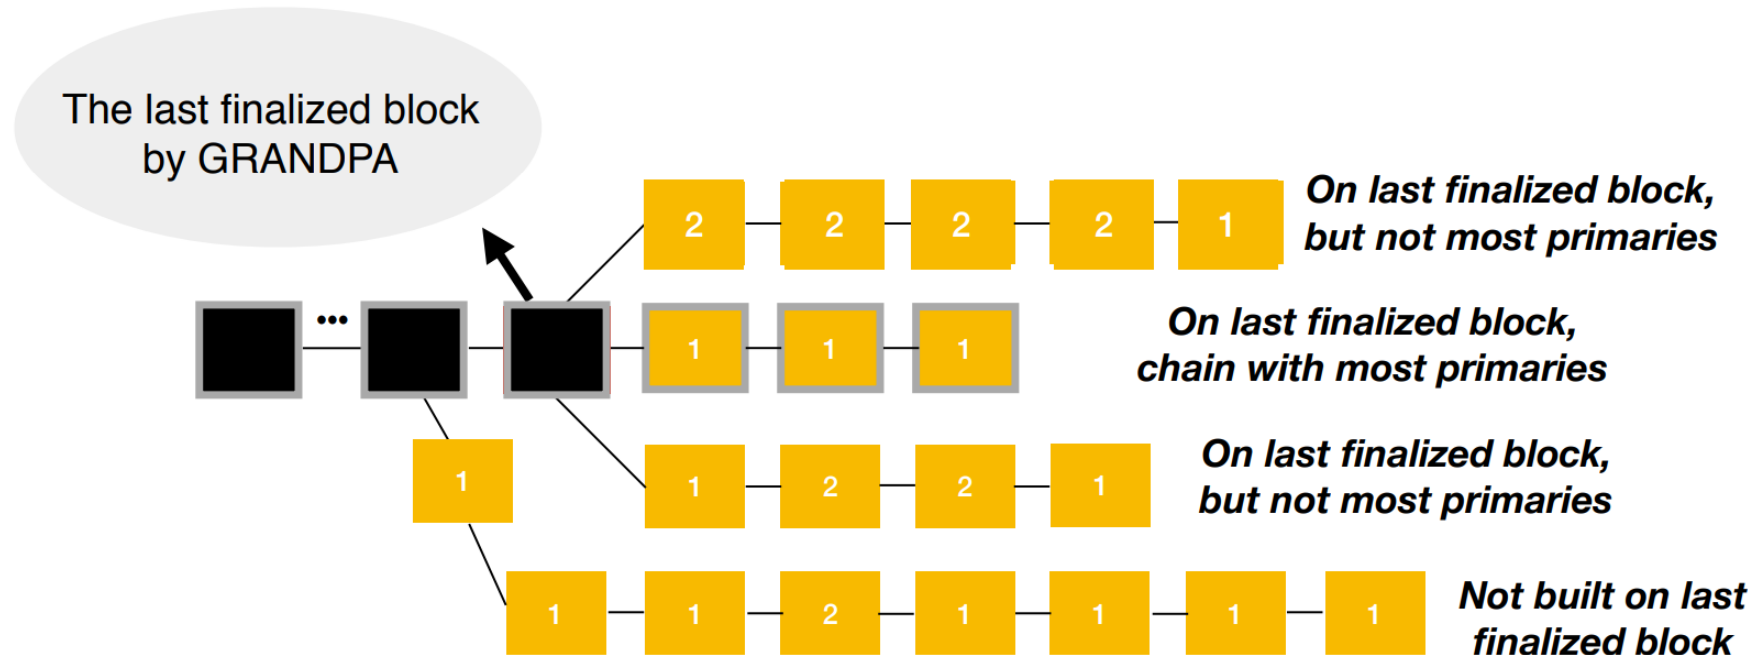 The last finalized block
by GRANDPA
2 2 2 2 1
On last finalized block,
but not most primaries
...
1 1 1
On last finalized block,
chain with most primaries
1
1 2 2 1
On last finalized block,
but not most primaries
1 1 2 1 1 1 1
Not built on last
finalized block